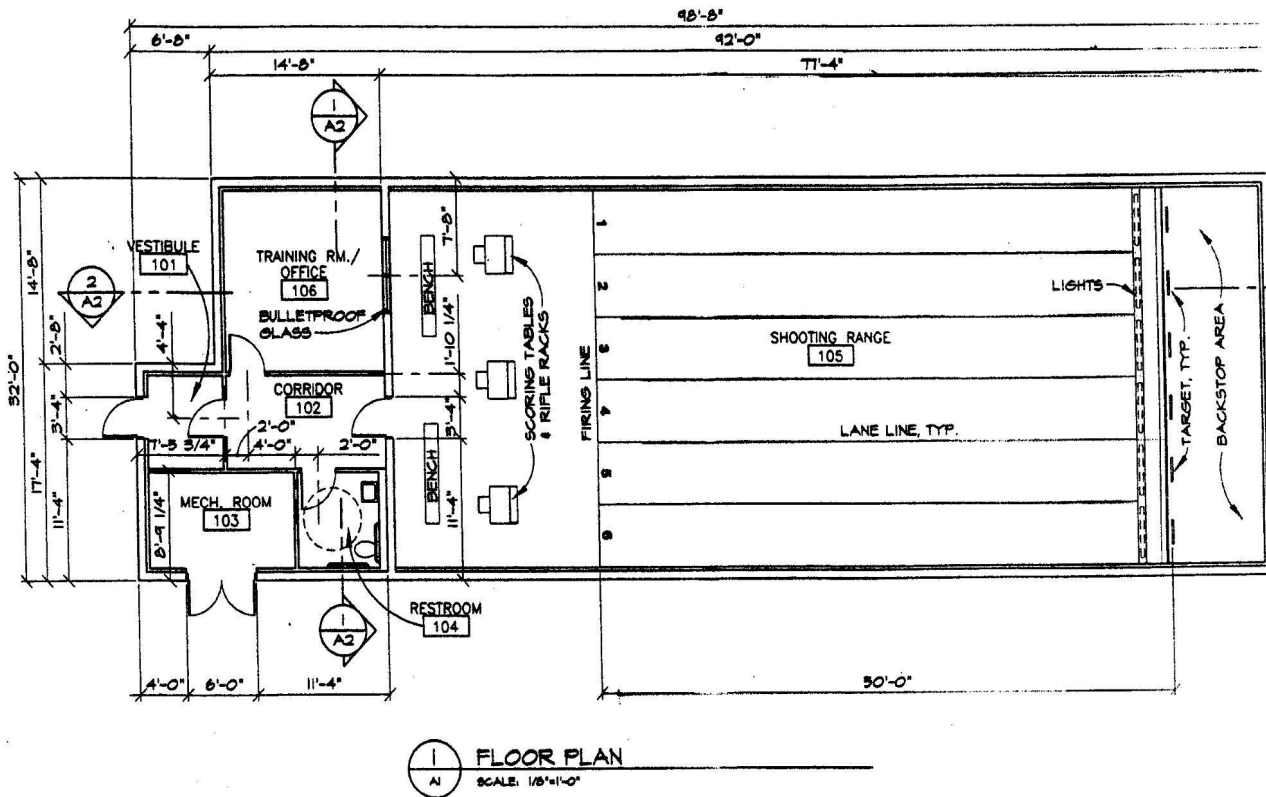 98'-8"
6'-8"
92'-0"
14'-8"
77'-4"
1
A2
VESTIBULE
101
2
A2
TRAINING RM./
OFFICE
106
BULLETPROOF
GLASS
BENCH
7'-8"
1'-10 1/4"
SCORING TABLES
& RIFLE RACKS
FIRING LINE
1
2
3
4
5
6
SHOOTING RANGE
105
LANE LINE, TYP.
LIGHTS
TARGET, TYP.
BACKSTOP AREA
32'-0"
14'-8"
2'-8"
4'-4"
3'-4"
17'-4"
11'-4"
CORRIDOR
102
2'-0"
7'-5 3/4"
4'-0"
2'-0"
3'-4"
BENCH
11'-4"
MECH. ROOM
103
8'-9 1/4"
RESTROOM
104
1
A2
4'-0"
6'-0"
11'-4"
50'-0"
1
A1
FLOOR PLAN
SCALE: 1/8"=1'-0"